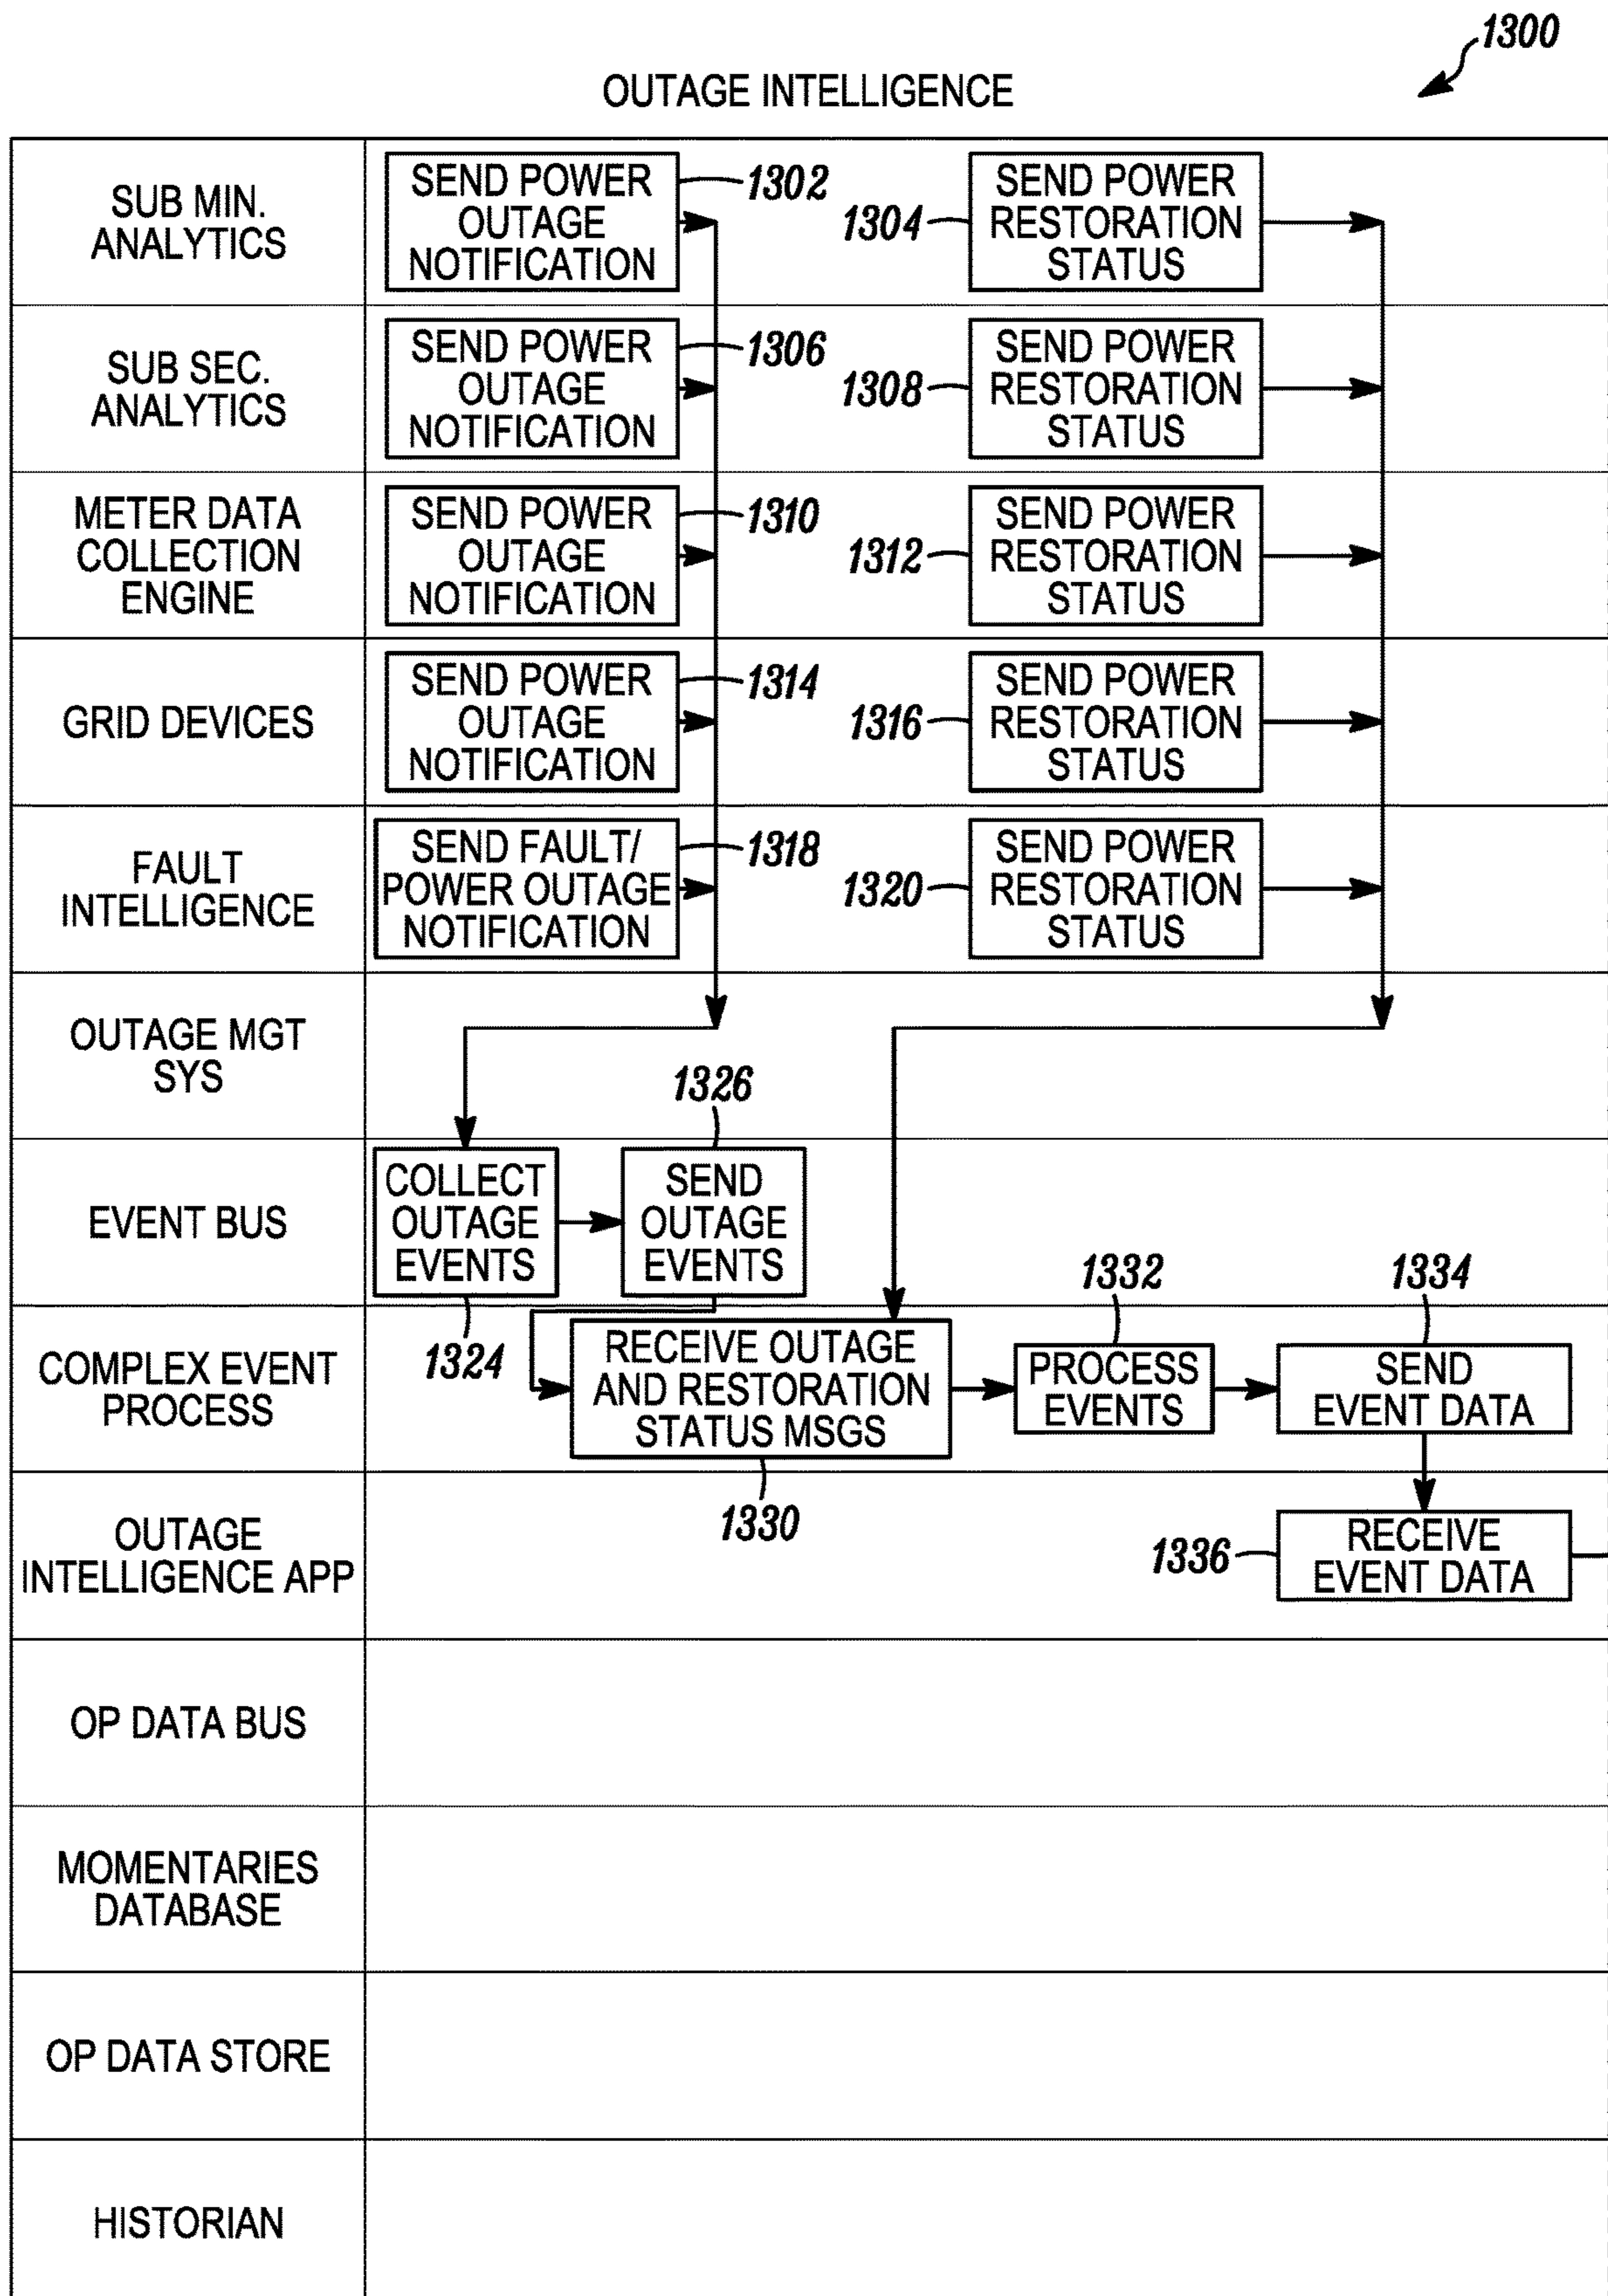 1300
OUTAGE INTELLIGENCE
SUB MIN.
ANALYTICS
SEND POWER
OUTAGE
NOTIFICATION
1302
1304
SEND POWER
RESTORATION
STATUS
SUB SEC.
ANALYTICS
SEND POWER
OUTAGE
NOTIFICATION
1306
1308
SEND POWER
RESTORATION
STATUS
METER DATA
COLLECTION
ENGINE
SEND POWER
OUTAGE
NOTIFICATION
1310
1312
SEND POWER
RESTORATION
STATUS
GRID DEVICES
SEND POWER
OUTAGE
NOTIFICATION
1314
1316
SEND POWER
RESTORATION
STATUS
FAULT
INTELLIGENCE
SEND FAULT/
POWER OUTAGE
NOTIFICATION
1318
1320
SEND POWER
RESTORATION
STATUS
OUTAGE MGT
SYS
1326
EVENT BUS
COLLECT
OUTAGE
EVENTS
SEND
OUTAGE
EVENTS
1332
1334
1324
COMPLEX EVENT
PROCESS
RECEIVE OUTAGE
AND RESTORATION
STATUS MSGS
PROCESS
EVENTS
SEND
EVENT DATA
1330
OUTAGE
INTELLIGENCE APP
1336
RECEIVE
EVENT DATA
OP DATA BUS
MOMENTARIES
DATABASE
OP DATA STORE
HISTORIAN